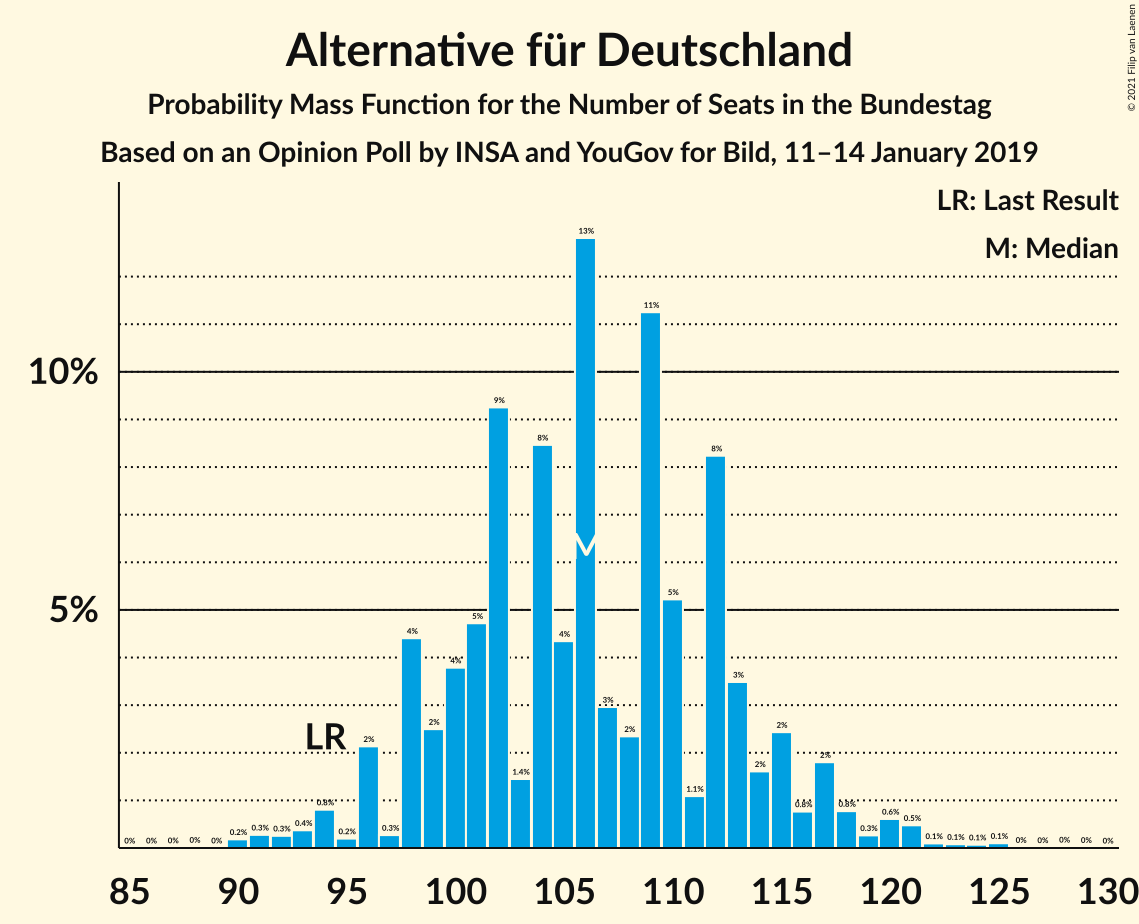 Alternative für Deutschland
Probability Mass Function for the Number of Seats in the Bundestag
Based on an Opinion Poll by INSA and YouGov for Bild, 11–14 January 2019
© 2021 Filip van Laenen
LR: Last Result
M: Median
10%
5%
LR
M
0% 0% 0% 0% 0% 0.2% 0.3% 0.3% 0.4% 0.8% 0.2% 2% 0.3% 4% 2% 4% 5% 9% 1.4% 8% 4% 13% 3% 2% 11% 5% 1.1% 8% 3% 2% 2% 0.8% 2% 0.8% 0.3% 0.6% 0.5% 0.1% 0.1% 0.1% 0.1% 0% 0% 0% 0% 0%
85 90 95 100 105 110 115 120 125 130